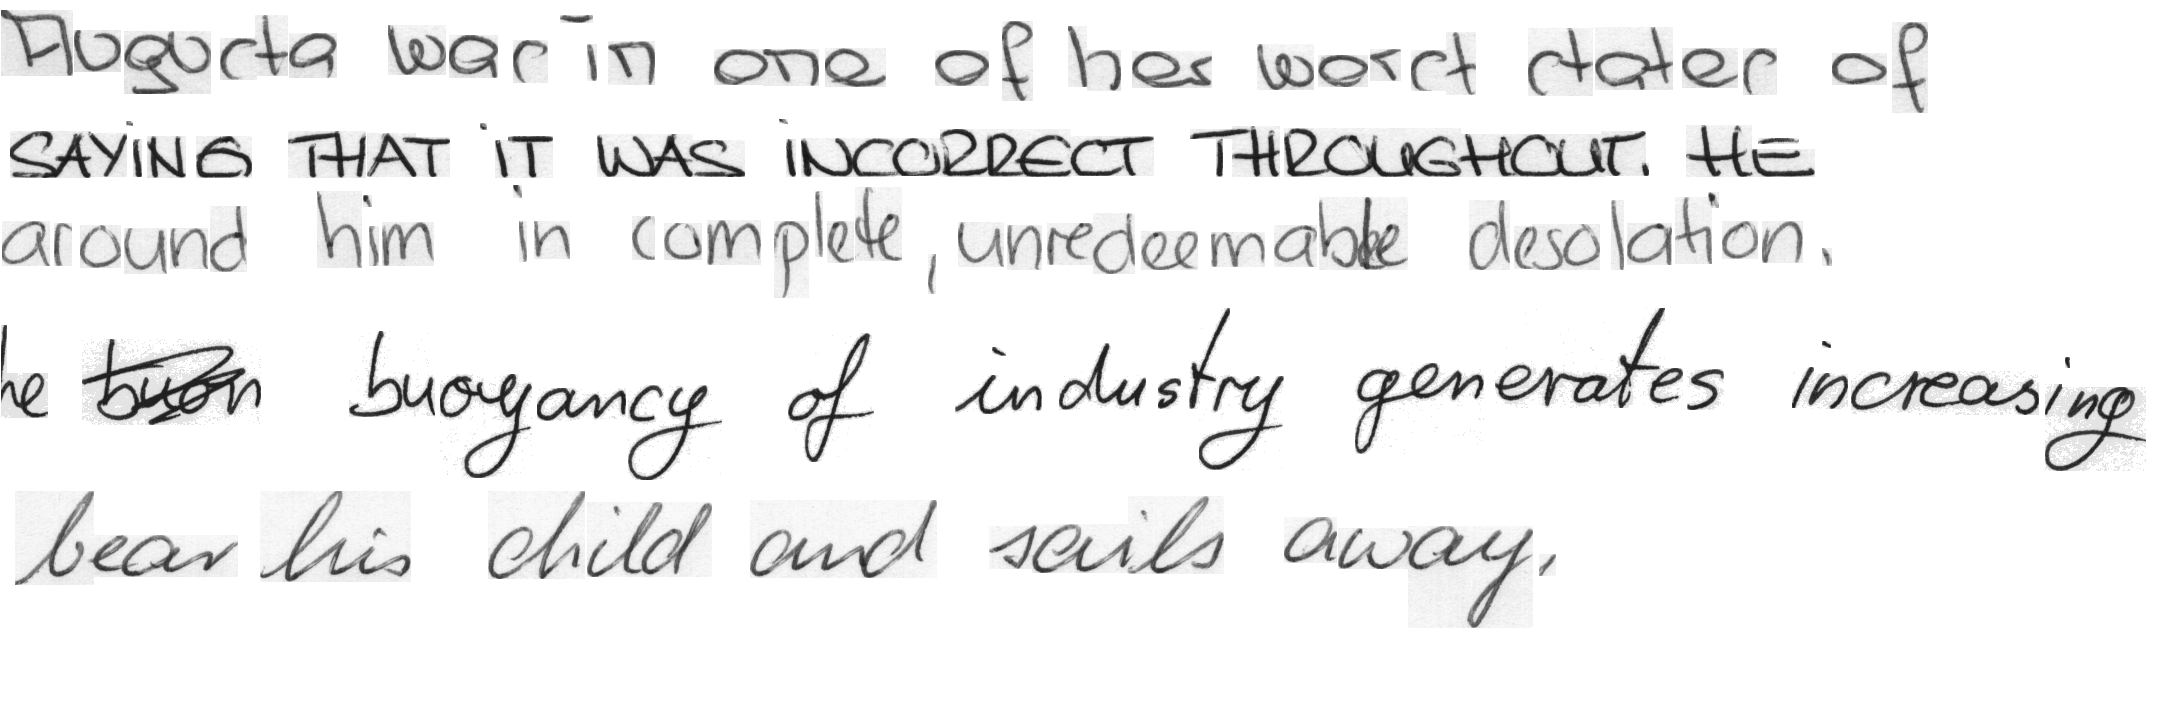 Augusta was in one of her worst states of
SAYING THAT IT WAS INCORRECT THROUGHOUT. HE
around him in complete, unredeemable desolation.
he buoyancy of industry generates increasing
bear his child and sails away.